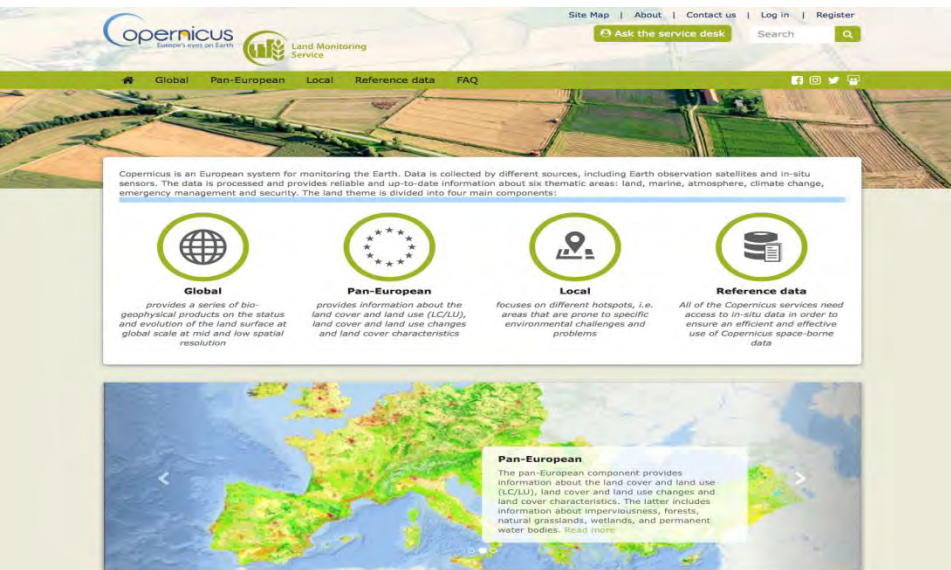 Site Map | About | Contact us | Log in | Register
opernicus
Europe's eyes on Earth
Land Monitoring
Service
Ask the service desk
Search
Global Pan-European Local Reference data FAQ
Copernicus is an European system for monitoring the Earth. Data is collected by different sources, including Earth observation satellites and in-situ
sensors. The data is processed and provides reliable and up-to-date information about six thematic areas: land, marine, atmosphere, climate change,
emergency management and security. The land theme is divided into four main components:
Global
provides a series of bio-
geophysical products on the status
and evolution of the land surface at
global scale at mid and low spatial
resolution
Pan-European
provides information about the
land cover and land use (LC/LU),
land cover and land use changes
and land cover characteristics
Local
focuses on different hotspots, i.e.
areas that are prone to specific
environmental challenges and
problems
Reference data
All of the Copernicus services need
access to in-situ data in order to
ensure an efficient and effective
use of Copernicus space-borne
data
Pan-European
The pan-European component provides
information about the land cover and land use
(LC/LU), land cover and land use changes and
land cover characteristics. The latter includes
information about imperviousness, forests,
natural grasslands, wetlands, and permanent
water bodies. Read more